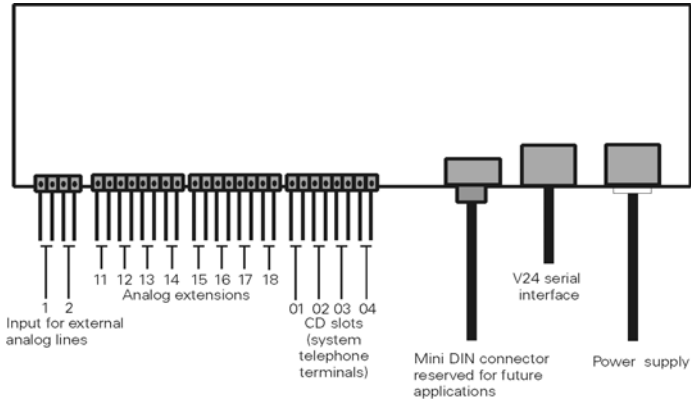 1 2
Input for external
analog lines
11 12 13 14
15 16 17 18
Analog extensions
01 02 03 04
CD slots
(system
telephone
terminals)
Mini DIN connector
reserved for future
applications
V24 serial
interface
Power supply